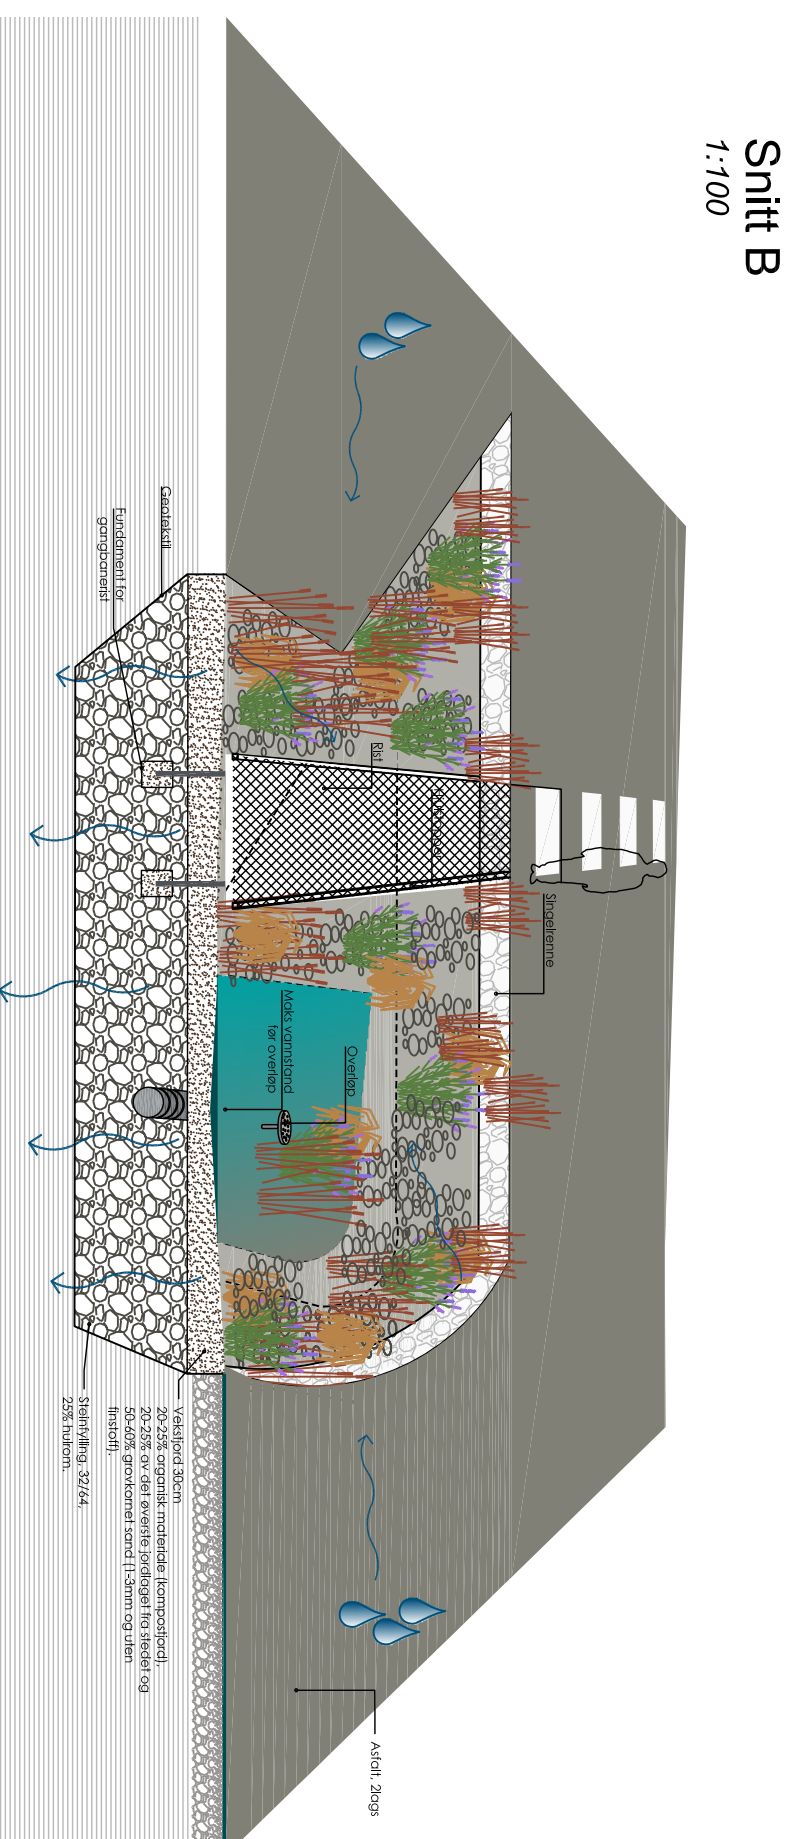 Snitt B
1:100
Geotekstil
Fundament for
gangbanerist
Rist
Singelrenne
Maks vannstand
før overløp
Overløp
Vekstjord 30cm
20-25% organisk materiale (kompostjord),
20-25% av det øverste jordlaget fra stedet og
50-60% grovkornet sand (1-3mm og uten
finstoff).
Steinfylling, 32/64,
25% hulrom.
Asfalt, 2lags